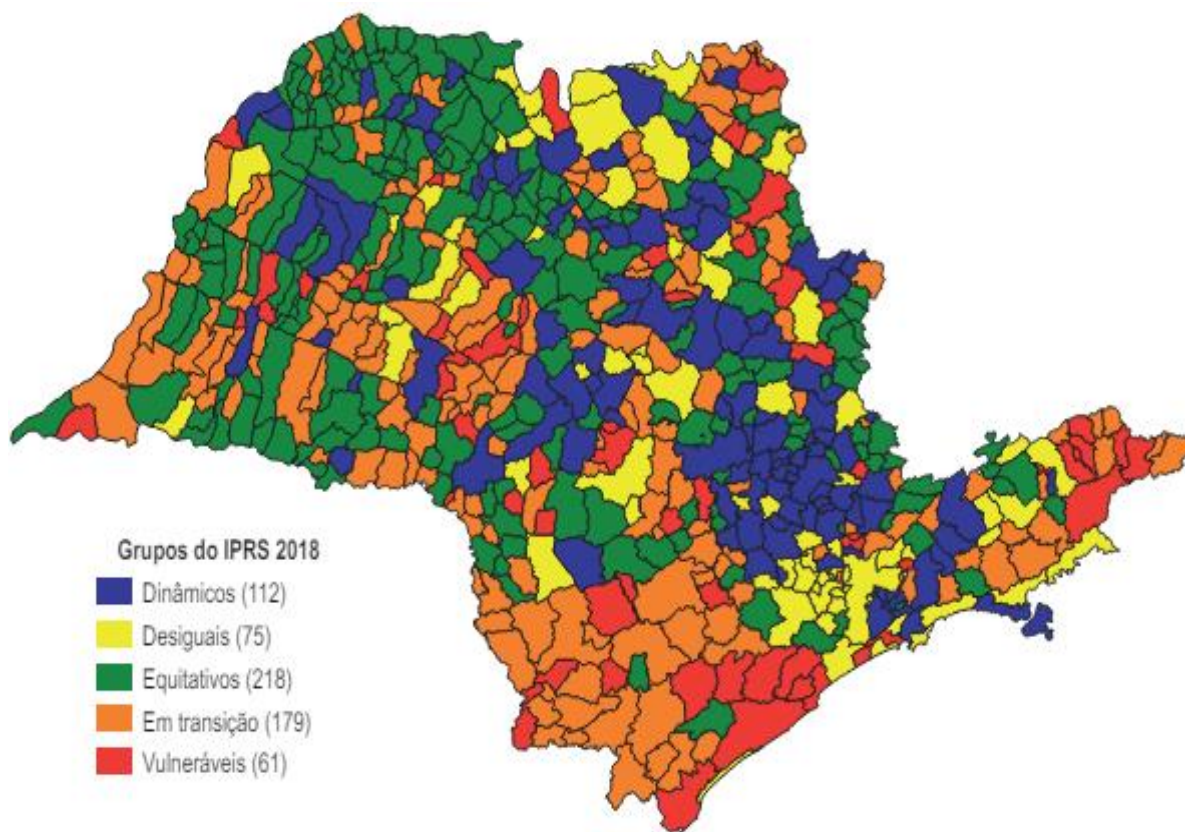 Grupos do IPRS 2018
Dinâmicos (112)
Desiguais (75)
Equitativos (218)
Em transição (179)
Vulneráveis (61)